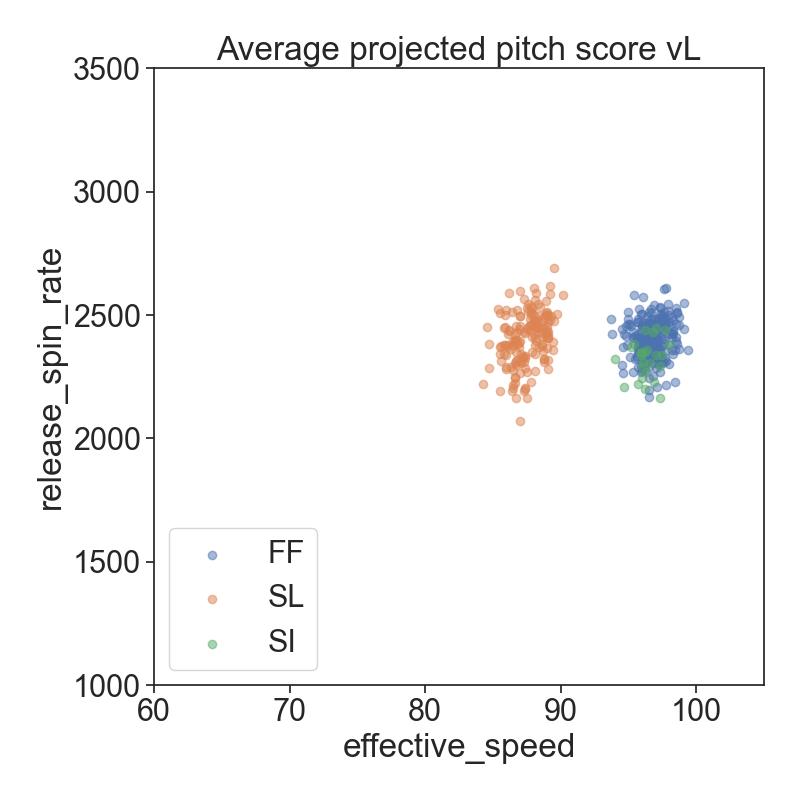 Average projected pitch score vL
3500
3000
2500
2000
1500
1000
release_spin_rate
FF
SL
SI
60 70 80 90 100
effective_speed